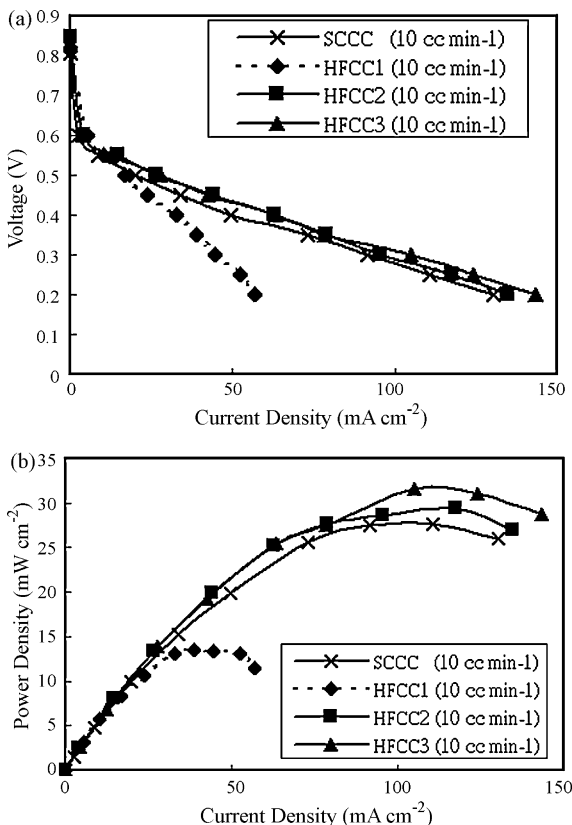 (a)
0.9
0.8
0.7
0.6
0.5
0.4
0.3
0.2
0.1
0
Voltage (V)
SCCC (10 cc min-1)
HFCC1 (10 cc min-1)
HFCC2 (10 cc min-1)
HFCC3 (10 cc min-1)
0 50 100 150
Current Density (mA cm⁻²)
(b)
35
30
25
20
15
10
5
0
Power Density (mW cm⁻²)
SCCC (10 cc min-1)
HFCC1 (10 cc min-1)
HFCC2 (10 cc min-1)
HFCC3 (10 cc min-1)
0 50 100 150
Current Density (mA cm⁻²)